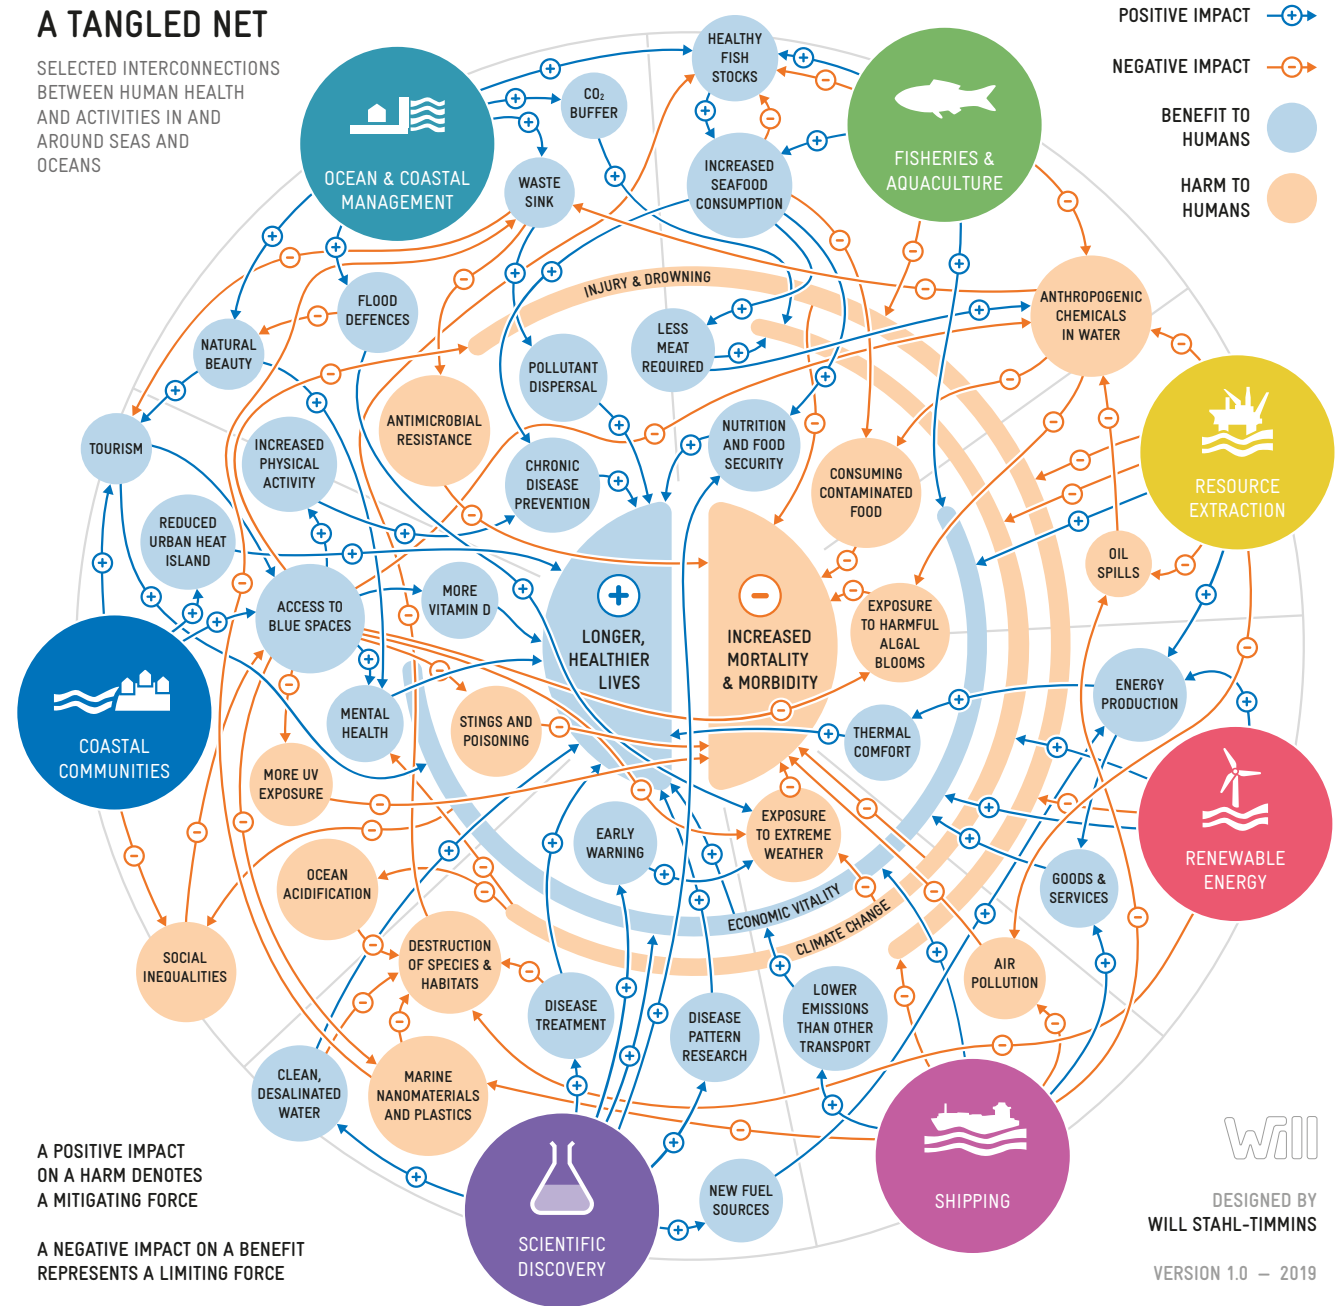 A TANGLED NET
SELECTED INTERCONNECTIONS
BETWEEN HUMAN HEALTH
AND ACTIVITIES IN AND
AROUND SEAS AND
OCEANS
POSITIVE IMPACT
NEGATIVE IMPACT
BENEFIT TO
HUMANS
HARM TO
HUMANS
OCEAN & COASTAL
MANAGEMENT
HEALTHY
FISH
STOCKS
CO₂
BUFFER
FISHERIES &
AQUACULTURE
WASTE
SINK
INCREASED
SEAFOOD
CONSUMPTION
INJURY & DROWNING
ANTHROPOGENIC
CHEMICALS
IN WATER
FLOOD
DEFENCES
NATURAL
BEAUTY
LESS
MEAT
REQUIRED
POLLUTANT
DISPERSAL
ANTIMICROBIAL
RESISTANCE
TOURISM
INCREASED
PHYSICAL
ACTIVITY
NUTRITION
AND FOOD
SECURITY
CHRONIC
DISEASE
PREVENTION
CONSUMING
CONTAMINATED
FOOD
RESOURCE
EXTRACTION
REDUCED
URBAN HEAT
ISLAND
OIL
SPILLS
MORE
VITAMIN D
ACCESS TO
BLUE SPACES
LONGER,
HEALTHIER
LIVES
INCREASED
MORTALITY
& MORBIDITY
EXPOSURE
TO HARMFUL
ALGAL
BLOOMS
ENERGY
PRODUCTION
MENTAL
HEALTH
STINGS AND
POISONING
THERMAL
COMFORT
COASTAL
COMMUNITIES
MORE UV
EXPOSURE
EARLY
WARNING
EXPOSURE
TO EXTREME
WEATHER
RENEWABLE
ENERGY
OCEAN
ACIDIFICATION
GOODS &
SERVICES
ECONOMIC VITALITY
CLIMATE CHANGE
SOCIAL
INEQUALITIES
DESTRUCTION
OF SPECIES &
HABITATS
AIR
POLLUTION
DISEASE
TREATMENT
DISEASE
PATTERN
RESEARCH
LOWER
EMISSIONS
THAN OTHER
TRANSPORT
CLEAN,
DESALINATED
WATER
MARINE
NANOMATERIALS
AND PLASTICS
SHIPPING
NEW FUEL
SOURCES
SCIENTIFIC
DISCOVERY
A POSITIVE IMPACT
ON A HARM DENOTES
A MITIGATING FORCE
A NEGATIVE IMPACT ON A BENEFIT
REPRESENTS A LIMITING FORCE
Will
DESIGNED BY
WILL STAHL-TIMMINS
VERSION 1.0 – 2019